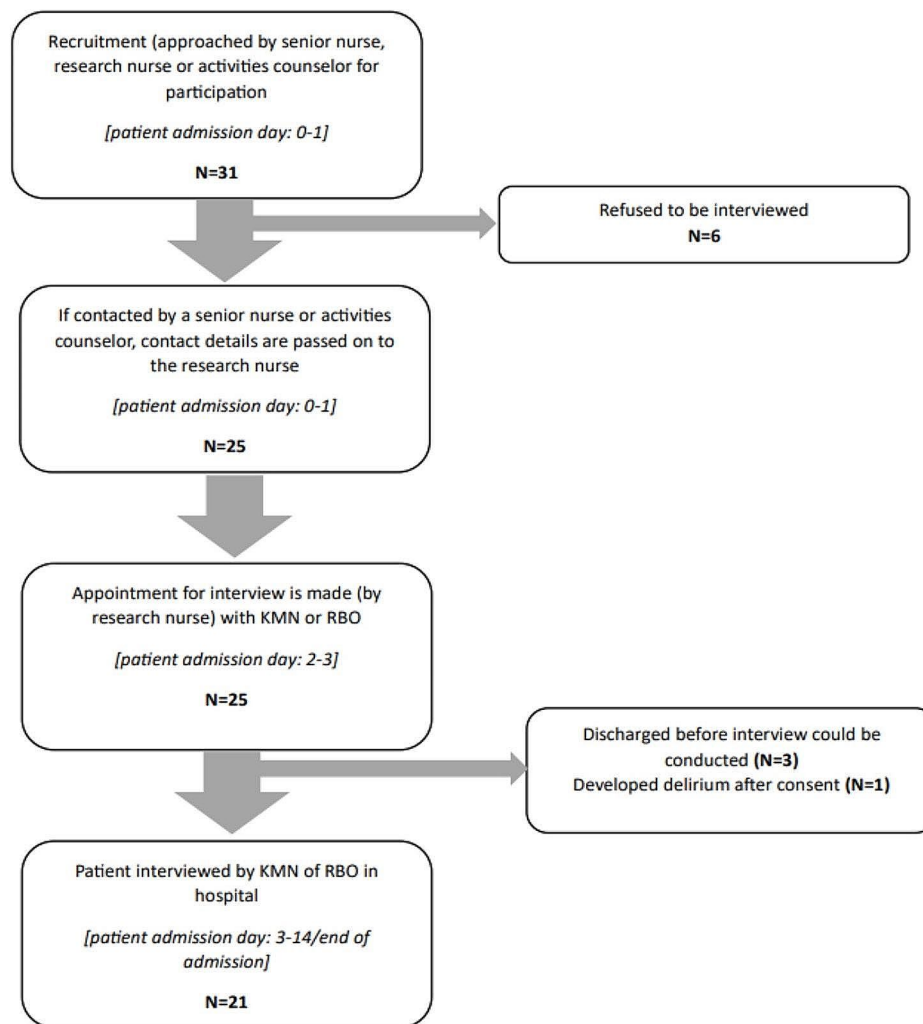 Recruitment (approached by senior nurse,
research nurse or activities counselor for
participation
[patient admission day: 0-1]
N=31
Refused to be interviewed
N=6
If contacted by a senior nurse or activities
counselor, contact details are passed on to
the research nurse
[patient admission day: 0-1]
N=25
Appointment for interview is made (by
research nurse) with KMN or RBO
[patient admission day: 2-3]
N=25
Discharged before interview could be
conducted (N=3)
Developed delirium after consent (N=1)
Patient interviewed by KMN of RBO in
hospital
[patient admission day: 3-14/end of
admission]
N=21